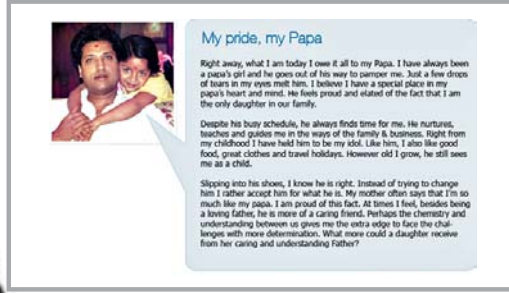 My pride, my Papa
Right away, what I am today I owe it all to my Papa. I have always been
a papa's girl and he goes out of his way to pamper me. Just a few drops
of tears in my eyes melt him. I believe I have a special place in my
papa's heart and mind. He feels proud and elated of the fact that I am
the only daughter in our family.
Despite his busy schedule, he always finds time for me. He nurtures,
teaches and guides me in the ways of the family & business. Right from
my childhood I have held him to be my idol. Like him, I also like good
food, great clothes and travel holidays. However old I grow, he still sees
me as a child.
Slipping into his shoes, I know he is right. Instead of trying to change
him I rather accept him for what he is. My mother often says that I'm so
much like my papa. I am proud of this fact. At times I feel, besides being
a loving father, he is more of a caring friend. Perhaps the chemistry and
understanding between us gives me the extra edge to face the chal-
lenges with more determination. What more could a daughter receive
from her caring and understanding Father?